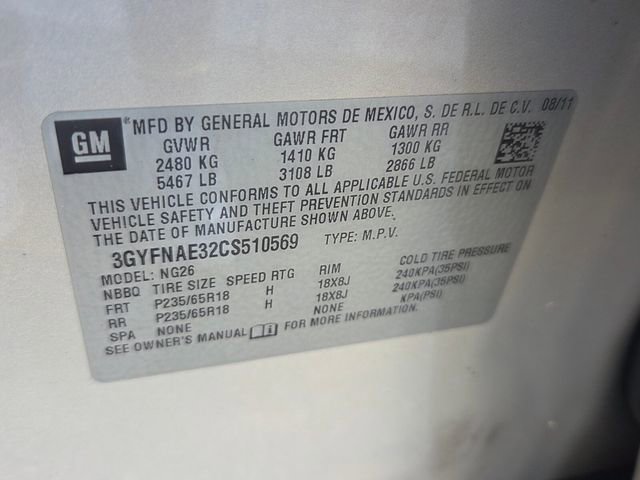 GM
MFD BY GENERAL MOTORS DE MEXICO, S. DE R.L. DE C.V. 08/11
GVWR GAWR FRT GAWR RR
2480 KG 1410 KG 1300 KG
5467 LB 3108 LB 2866 LB
THIS VEHICLE CONFORMS TO ALL APPLICABLE U.S. FEDERAL MOTOR
VEHICLE SAFETY AND THEFT PREVENTION STANDARDS IN EFFECT ON
THE DATE OF MANUFACTURE SHOWN ABOVE.
3GYFNAE32CS510569 TYPE: M.P.V.
MODEL: NG26
NBBQ TIRE SIZE SPEED RTG RIM COLD TIRE PRESSURE
FRT P235/65R18 H 18X8J 240KPA(35PSI)
RR P235/65R18 H 18X8J 240KPA(35PSI)
SPA NONE NONE KPA(PSI)
SEE OWNER'S MANUAL FOR MORE INFORMATION.